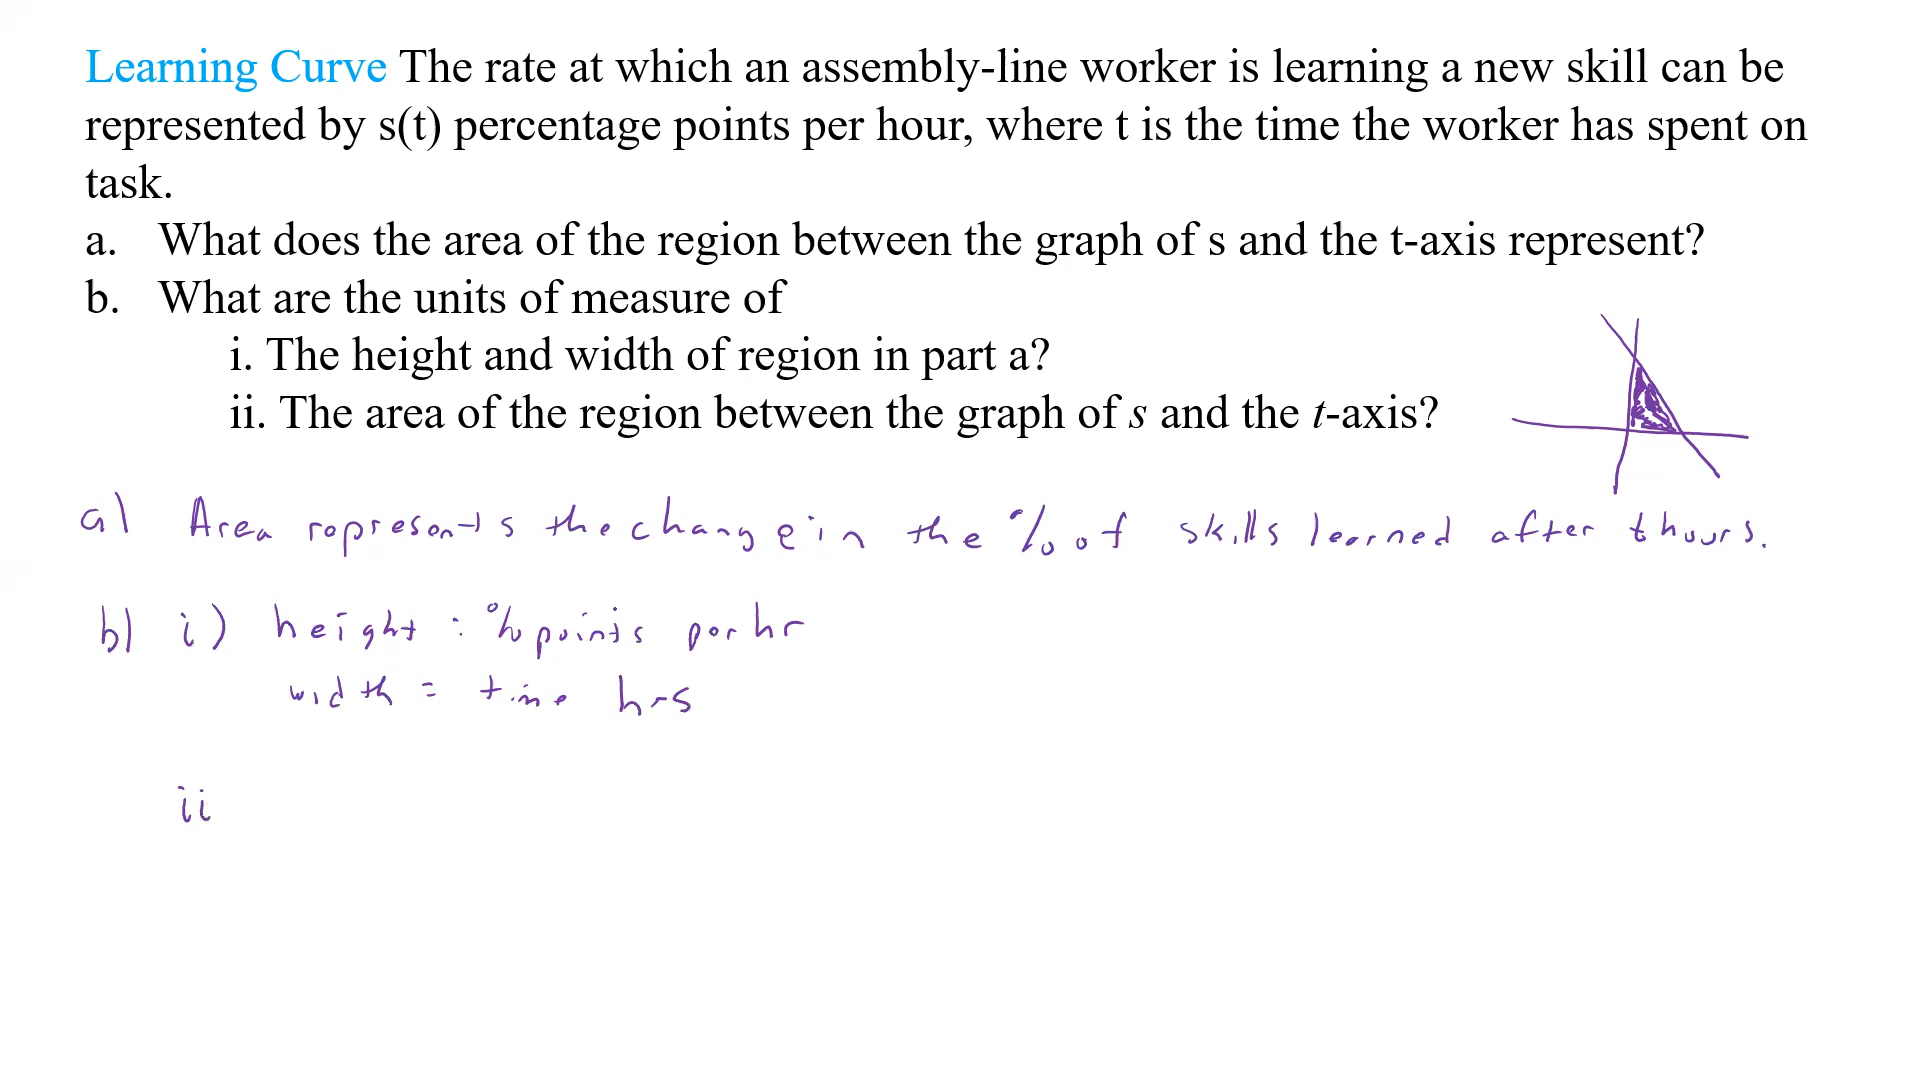 Learning Curve The rate at which an assembly-line worker is learning a new skill can be
represented by s(t) percentage points per hour, where t is the time the worker has spent on
task.
a. What does the area of the region between the graph of s and the t-axis represent?
b. What are the units of measure of
i. The height and width of region in part a?
ii. The area of the region between the graph of s and the t-axis?
a) Area represents the change in the % of skills learned after t hours.
b) i) height : % points per hr
width = time hrs
ii